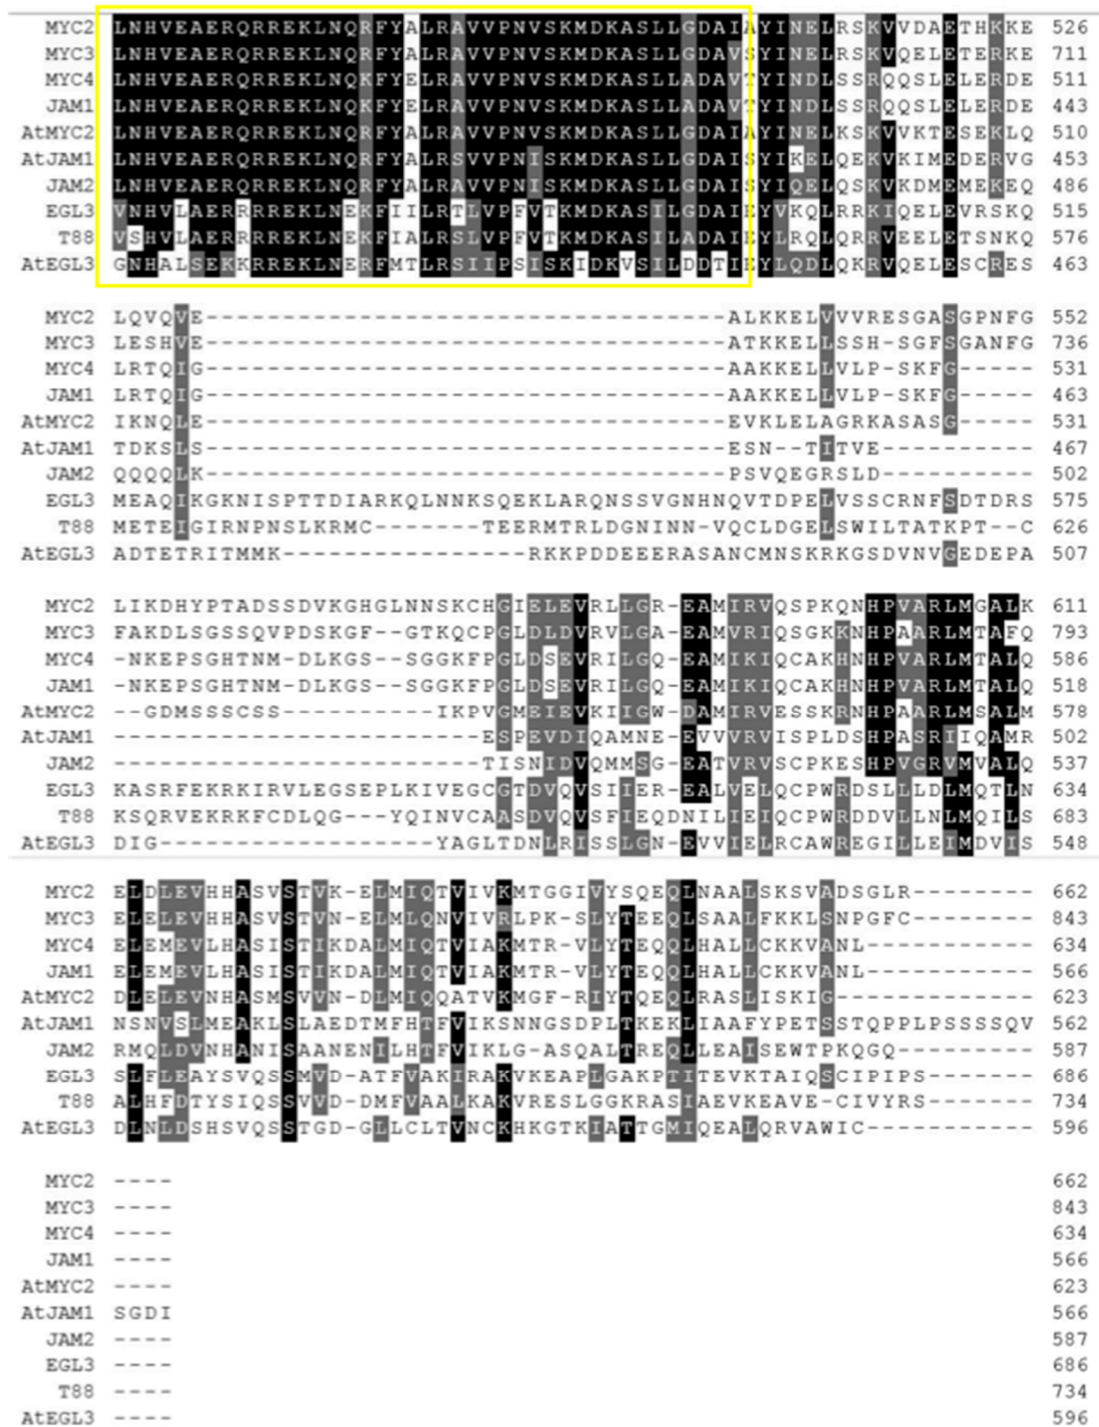 MYC2 LNHVEAERQRREKLNQRFYALRAVVPNVSKMDKASLLGDAIAYINELRSKVVDAETHKKE 526
MYC3 LNHVEAERQRREKLNQRFYALRAVVPNVSKMDKASLLGDAVSYINELRSKVQELETERKE 711
MYC4 LNHVEAERQRREKLNQRFYELRAVVPNVSKMDKASLLADAVTYINDLSSRQQSLELERDE 511
JAM1 LNHVEAERQRREKLNQKFYELRAVVPNVSKMDKASLLADAVTYINDLSSRQQSLELERDE 443
AtMYC2 LNHVEAERQRREKLNQRFYALRAVVPNVSKMDKASLLGDAIAYINELKSKVVKTESEKLQ 510
AtJAM1 LNHVEAERQRREKLNQRFYALRSVVPNISKMDKASLLGDAISYIKELQEKVKIMEDERVG 453
JAM2 LNHVEAERQRREKLNQRFYALRAVVPNISKMDKASLLGDAISYIQELQSKVKDMEMEKEQ 486
EGL3 VNHVLAERRRREKLNEKFIILRTLVPFVTKMDKASILGDAIEYVKQLRRKIQELEVRSKQ 515
T88 VSHVLAERRRREKLNEKFIALRSLVPFVTKMDKASILADAIEYLRQLQRRVEELETSNKQ 576
AtEGL3 GNHALSEKKRREKLNERFMTLRSIIPSISKIDKVSILDDTIEYLQDLQKRVQELESCRES 463
MYC2 LQVQVE----------------------------------ALKKELVVVRESGASGPNFG 552
MYC3 LESHVE----------------------------------ATKKELLSSH-SGFSGANFG 736
MYC4 LRTQIG----------------------------------AAKKELLVLP-SKFG----- 531
JAM1 LRTQIG----------------------------------AAKKELLVLP-SKFG----- 463
AtMYC2 IKNQLE----------------------------------EVKLELAGRKASASG----- 531
AtJAM1 TDKSLS----------------------------------ESN--TITVE---------- 467
JAM2 QQQQLK----------------------------------PSVQEGRSLD---------- 502
EGL3 MEAQIKGKNISPTTDIARKQLNNKSQEKLARQNSSVGNHNQVTDPELVSSCRNFSDTDRS 575
T88 METEIGIRNPNSLKRMC-------TEERMTRLDGNINN-VQCLDGELSWILTATKPT--C 626
AtEGL3 ADTETRITMMK----------------RKKPDDEEERASANCMNSKRKGSDVNVGEDEPA 507
MYC2 LIKDHYPTADSSDVKGHGLNNSKCHGIELEVRLLGR-EAMIRVQSPKQNHPVARLMGALK 611
MYC3 FAKDLSGSSQVPDSKGF--GTKQCPGLDLDVRVLGA-EAMVRIQSGKKNHPAARLMTAFQ 793
MYC4 -NKEPSGHTNM-DLKGS--SGGKFPGLDSEVRILGQ-EAMIKIQCAKHNHPVARLMTALQ 586
JAM1 -NKEPSGHTNM-DLKGS--SGGKFPGLDSEVRILGQ-EAMIKIQCAKHNHPVARLMTALQ 518
AtMYC2 --GDMSSSCSS----------IKPVGMEIEVKIIGW-DAMIRVESSKRNHPAARLMSALM 578
AtJAM1 ------------------------ESPEVDIQAMNE-EVVVRVISPLDSHPASRIIQAMR 502
JAM2 ------------------------TISNIDVQMMSG-EATVRVSCPKESHPVGRVMVALQ 537
EGL3 KASRFEKRKIRVLEGSEPLKIVEGCGTDVQVSIIER-EALVELQCPWRDSLLLDLMQTLN 634
T88 KSQRVEKRKFCDLQG---YQINVCAASDVQVSFIEQDNILIEIQCPWRDDVLLNLMQILS 683
AtEGL3 DIG------------------YAGLTDNLRISSLGN-EVVIELRCAWREGILLEIMDVIS 548
MYC2 ELDLEVHHASVSTVK-ELMIQTVIVKMTGGIVYSQEQLNAALSKSVADSGLR-------- 662
MYC3 ELELEVHHASVSTVN-ELMLQNVIVRLPK-SLYTEEQLSAALFKKLSNPGFC-------- 843
MYC4 ELEMEVLHASISTIKDALMIQTVIAKMTR-VLYTEQQLHALLCKKVANL----------- 634
JAM1 ELEMEVLHASISTIKDALMIQTVIAKMTR-VLYTEQQLHALLCKKVANL----------- 566
AtMYC2 DLELEVNHASMSVVN-DLMIQQATVKMGF-RIYTQEQLRASLISKIG------------- 623
AtJAM1 NSNVSLMEAKLSLAEDTMFHTFVIKSNNGSDPLTKEKLIAAFYPETSSTQPPLPSSSSQV 562
JAM2 RMQLDVNHANISAANENILHTFVIKLG-ASQALTREQLLEAISEWTPKQGQ--------- 587
EGL3 SLFLEAYSVQSSMVD-ATFVAKIRAKVKEAPLGAKPTITEVKTAIQSCIPIPS------- 686
T88 ALHFDTYSIQSSVVD-DMFVAALKAKVRESLGGKRASIAEVKEAVE-CIVYRS------- 734
AtEGL3 DLNLDSHSVQSSTGD-GLLCLTVNCKHKGTKIATTGMIQEALQRVAWIC----------- 596
MYC2 ---- 662
MYC3 ---- 843
MYC4 ---- 634
JAM1 ---- 566
AtMYC2 ---- 623
AtJAM1 SGDI 566
JAM2 ---- 587
EGL3 ---- 686
T88 ---- 734
AtEGL3 ---- 596